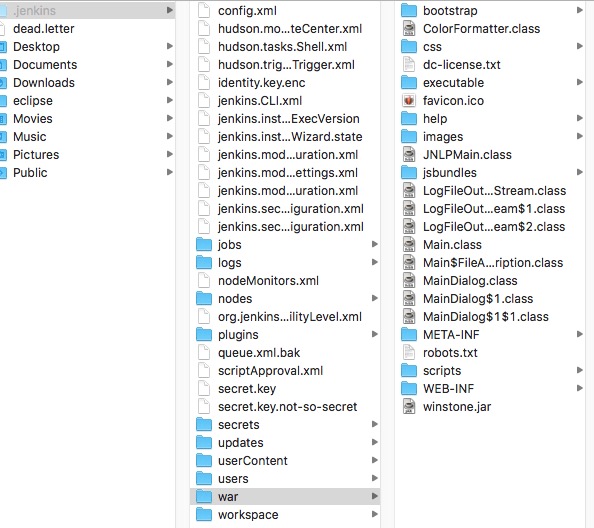 .jenkins
dead.letter
Desktop
Documents
Downloads
eclipse
Movies
Music
Pictures
Public
config.xml
hudson.mo...teCenter.xml
hudson.tasks.Shell.xml
hudson.trig...Trigger.xml
identity.key.enc
jenkins.CLI.xml
jenkins.inst...ExecVersion
jenkins.inst...Wizard.state
jenkins.mod...uration.xml
jenkins.mod...ettings.xml
jenkins.mod...uration.xml
jenkins.sec...iguration.xml
jenkins.sec...iguration.xml
jobs
logs
nodeMonitors.xml
nodes
org.jenkins...ilityLevel.xml
plugins
queue.xml.bak
scriptApproval.xml
secret.key
secret.key.not-so-secret
secrets
updates
userContent
users
war
workspace
bootstrap
ColorFormatter.class
css
dc-license.txt
executable
favicon.ico
help
images
JNLPMain.class
jsbundles
LogFileOut...Stream.class
LogFileOut...eam$1.class
LogFileOut...eam$2.class
Main.class
Main$FileA...ription.class
MainDialog.class
MainDialog$1.class
MainDialog$1$1.class
META-INF
robots.txt
scripts
WEB-INF
winstone.jar